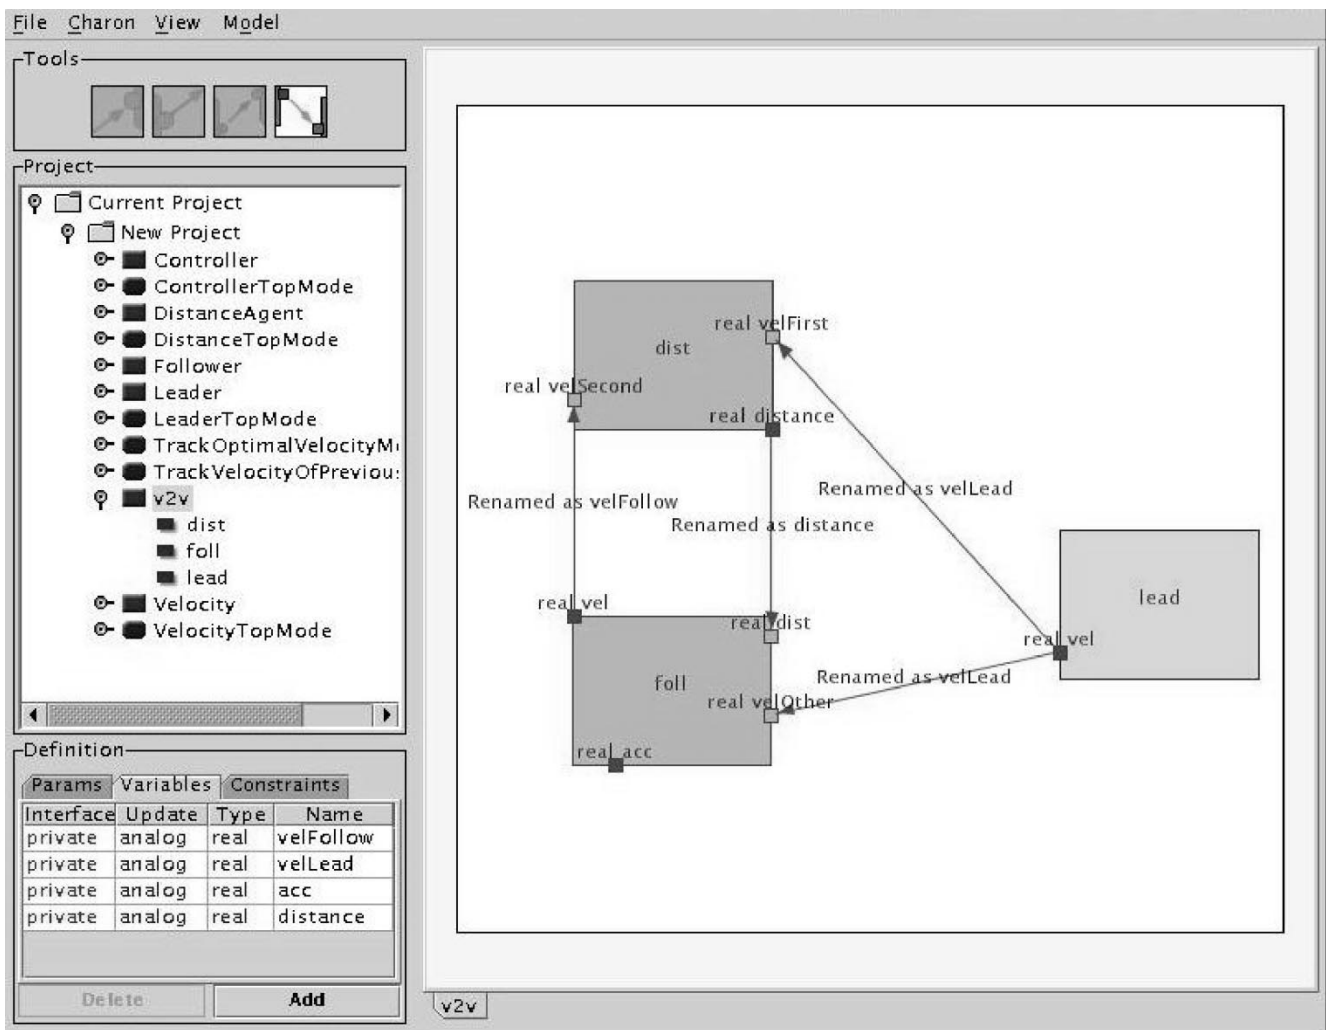 File Charon View Model
Tools
Project
Current Project
New Project
Controller
ControllerTopMode
DistanceAgent
DistanceTopMode
Follower
Leader
LeaderTopMode
TrackOptimalVelocityM
TrackVelocityOfPreviou
v2v
dist
foll
lead
Velocity
VelocityTopMode
Definition
Params Variables Constraints
Interface Update Type Name
private analog real velFollow
private analog real velLead
private analog real acc
private analog real distance
Delete Add
real velFirst
dist
real velSecond
real distance
Renamed as velLead
Renamed as velFollow
Renamed as distance
real vel
real dist
lead
real vel
foll
Renamed as velLead
real velOther
real acc
v2v